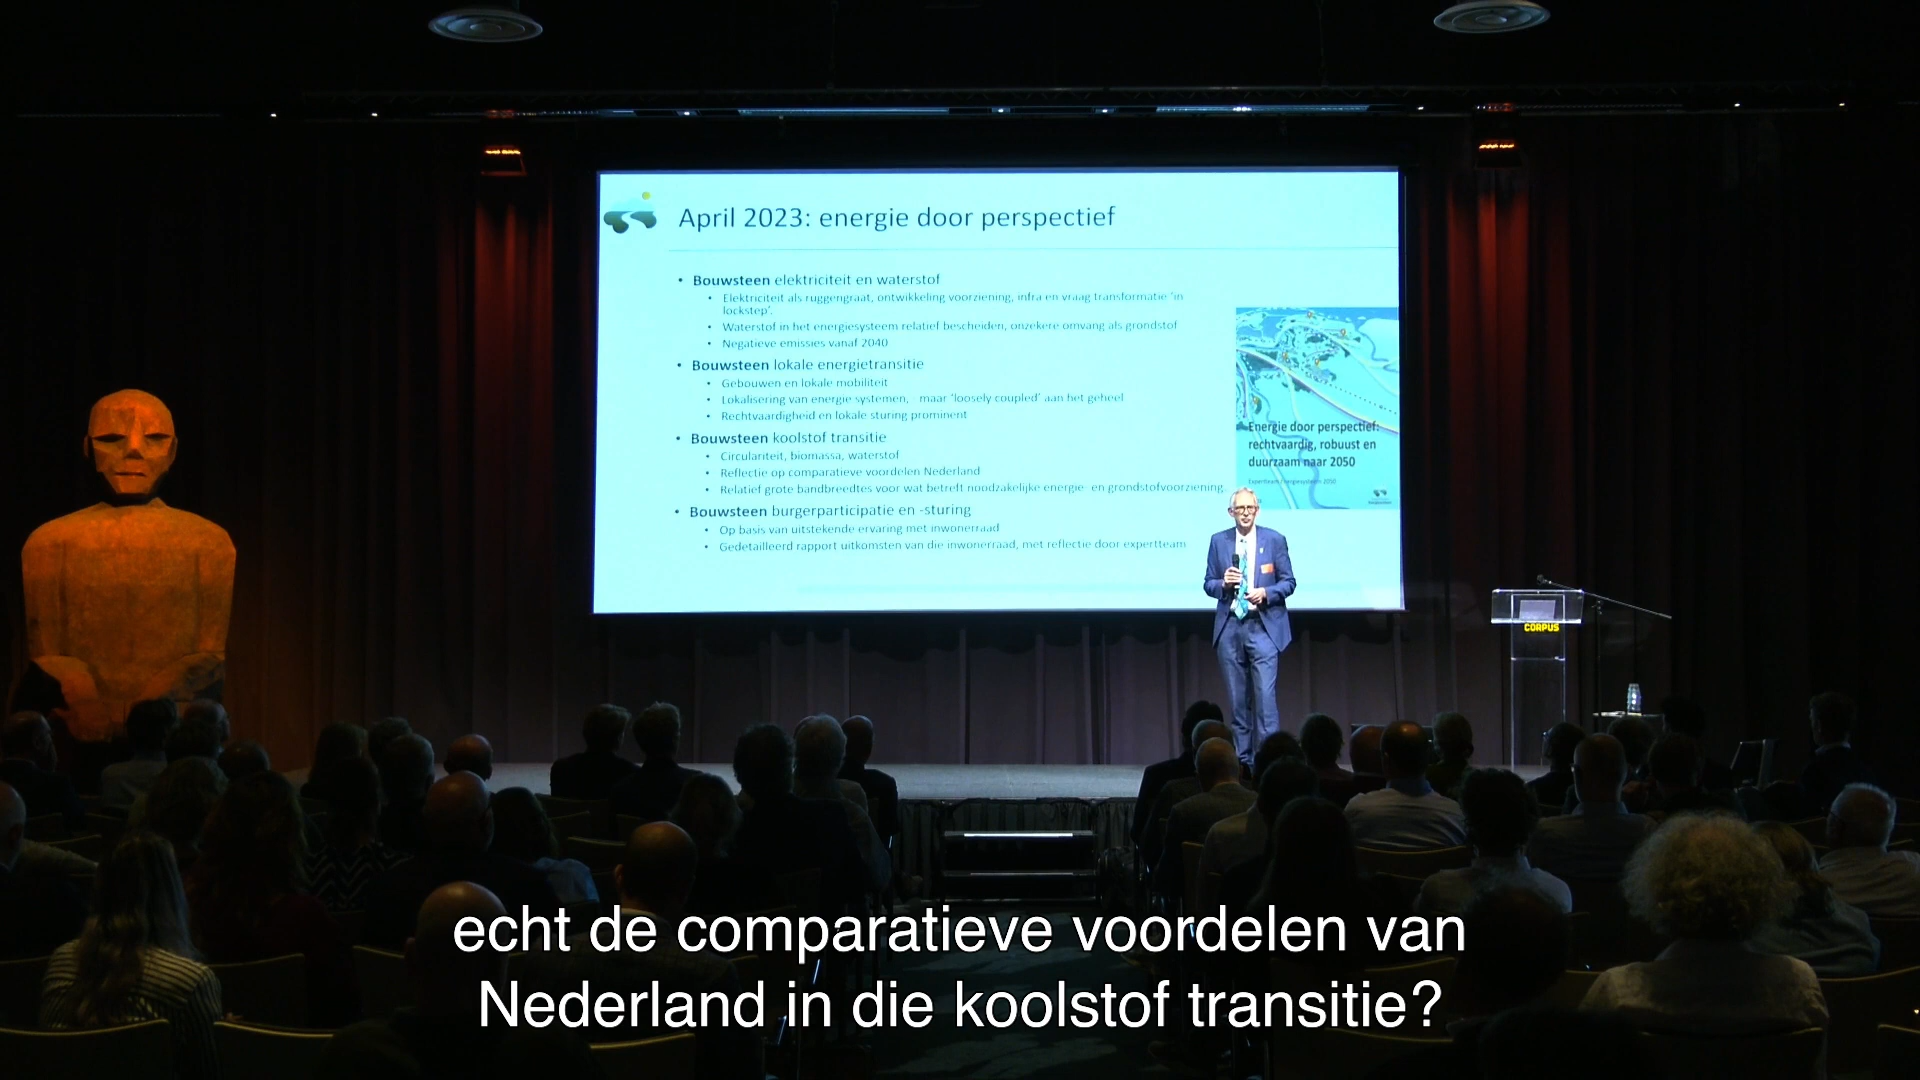 April 2023: energie door perspectief
• Bouwsteen elektriciteit en waterstof
• Elektriciteit als ruggengraat, ontwikkeling voorziening, infra en vraag transformatie 'in
lockstep'.
• Waterstof in het energiesysteem relatief bescheiden, onzekere omvang als grondstof
• Negatieve emissies vanaf 2040
• Bouwsteen lokale energietransitie
• Gebouwen en lokale mobiliteit
• Lokalisering van energie systemen, maar 'loosely coupled' aan het geheel
• Rechtvaardigheid en lokale sturing prominent
• Bouwsteen koolstof transitie
• Circulariteit, biomassa, waterstof
• Reflectie op comparatieve voordelen Nederland
• Relatief grote bandbreedtes voor wat betreft noodzakelijke energie- en grondstofvoorziening
• Bouwsteen burgerparticipatie en -sturing
• Op basis van uitstekende ervaring met inwonerraad
• Gedetailleerd rapport uitkomsten van die inwonerraad, met reflectie door expertteam
Energie door perspectief:
rechtvaardig, robuust en
duurzaam naar 2050
Expertteam Energiesysteem 2050
CORPUS
echt de comparatieve voordelen van
Nederland in die koolstof transitie?